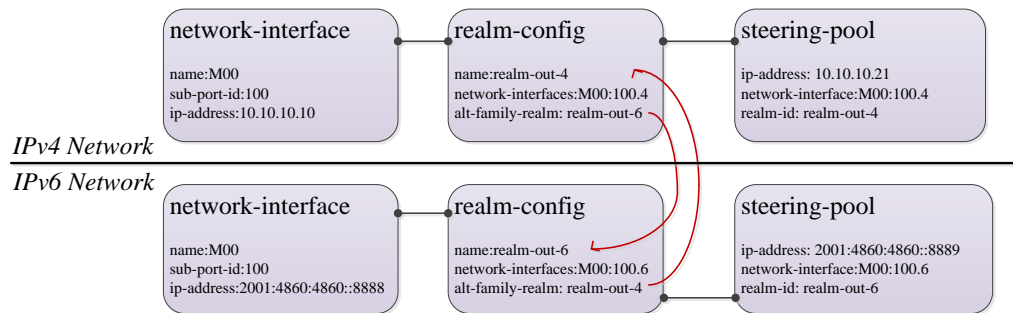 network-interface
name:M00
sub-port-id:100
ip-address:10.10.10.10
realm-config
name:realm-out-4
network-interfaces:M00:100.4
alt-family-realm: realm-out-6
steering-pool
ip-address: 10.10.10.21
network-interface:M00:100.4
realm-id: realm-out-4
IPv4 Network
IPv6 Network
network-interface
name:M00
sub-port-id:100
ip-address:2001:4860:4860::8888
realm-config
name:realm-out-6
network-interfaces:M00:100.6
alt-family-realm: realm-out-4
steering-pool
ip-address: 2001:4860:4860::8889
network-interface:M00:100.6
realm-id: realm-out-6